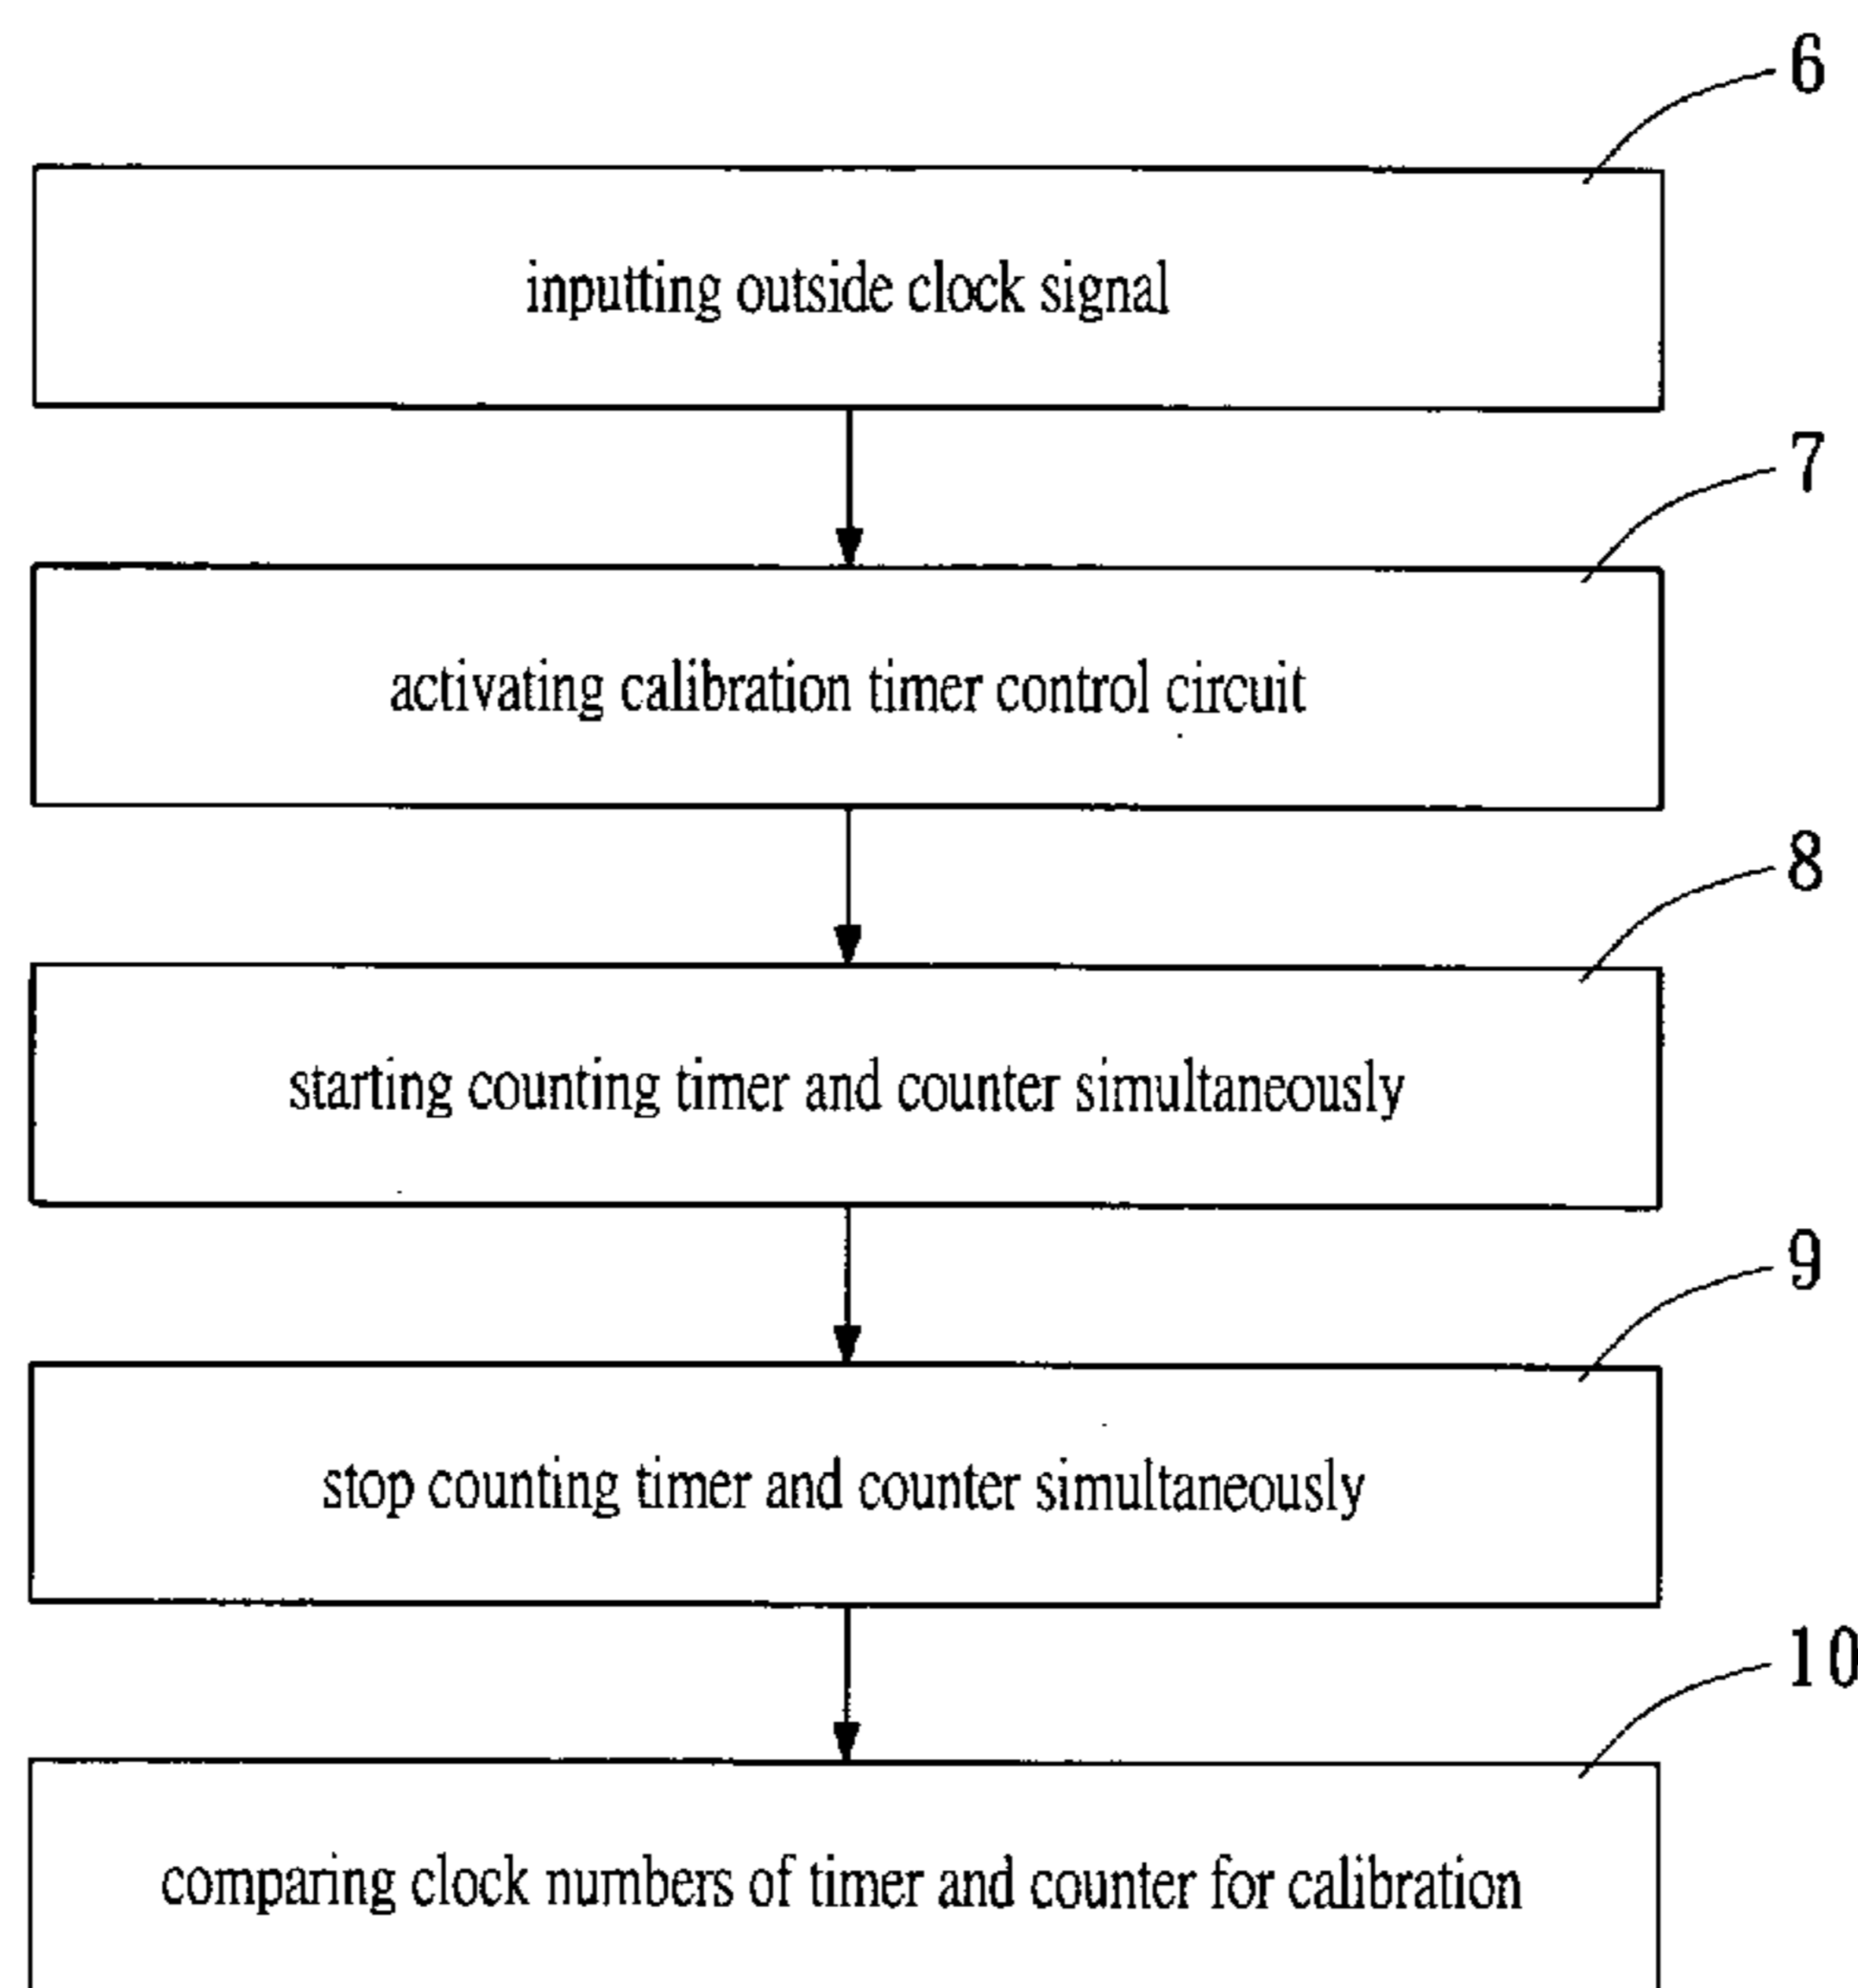 6
inputting outside clock signal
7
activating calibration timer control circuit
8
starting counting timer and counter simultaneously
9
stop counting timer and counter simultaneously
10
comparing clock numbers of timer and counter for calibration